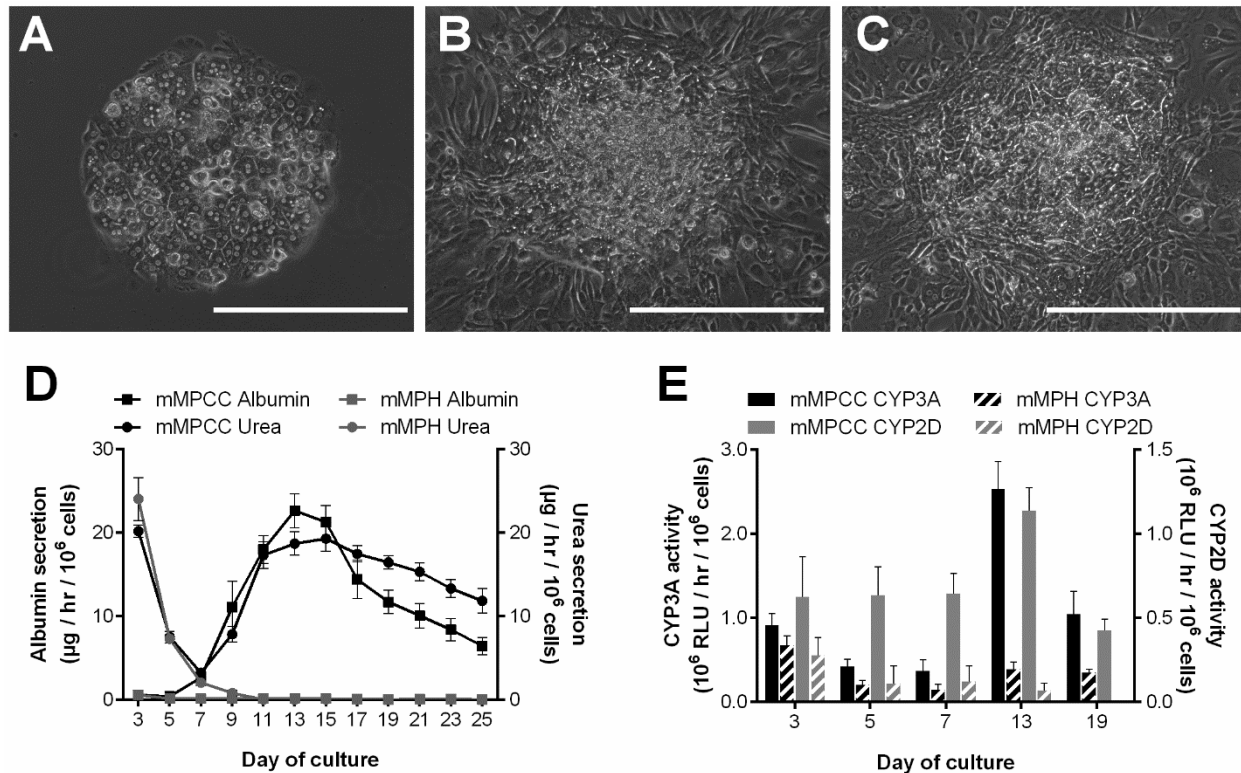 A
B
C
D
mMPCC Albumin
mMPH Albumin
mMPCC Urea
mMPH Urea
30
20
10
0
Albumin secretion
(µg / hr / 10⁶ cells)
30
20
10
0
Urea secretion
(µg / hr / 10⁶ cells)
3 5 7 9 11 13 15 17 19 21 23 25
Day of culture
E
mMPCC CYP3A
mMPH CYP3A
mMPCC CYP2D
mMPH CYP2D
3.0
2.0
1.0
0.0
CYP3A activity
(10⁶ RLU / hr / 10⁶ cells)
1.5
1.0
0.5
0.0
CYP2D activity
(10⁶ RLU / hr / 10⁶ cells)
3 5 7 13 19
Day of culture